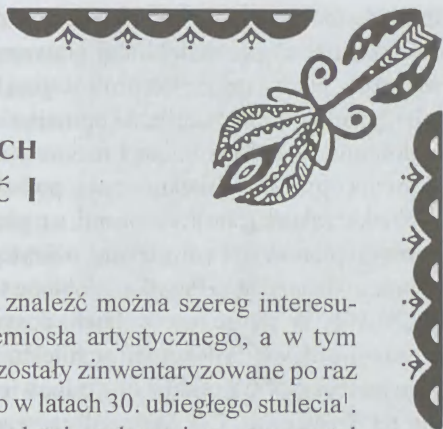 CH
C I
znaleźć można szereg interesu-
emiosła artystycznego, a w tym
zostały zinwentaryzowane po raz
o w latach 30. ubiegłego stulecia¹.